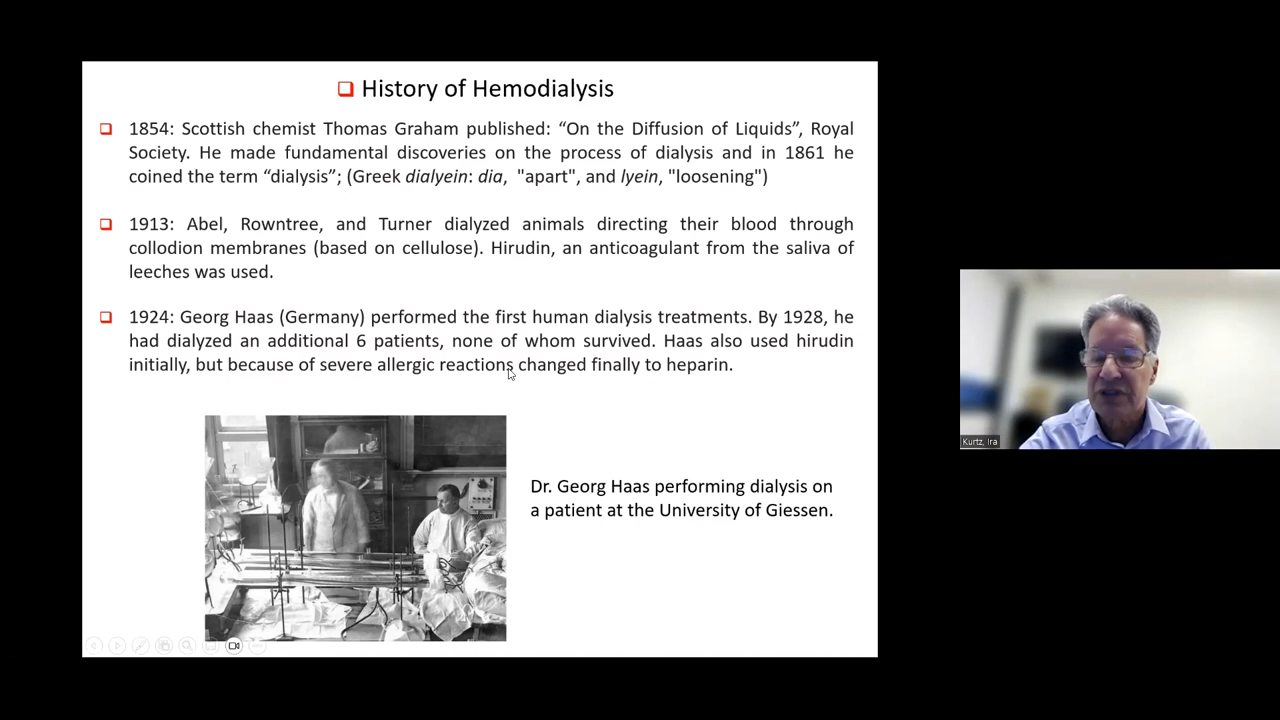 History of Hemodialysis
1854: Scottish chemist Thomas Graham published: “On the Diffusion of Liquids”, Royal
Society. He made fundamental discoveries on the process of dialysis and in 1861 he
coined the term “dialysis”; (Greek dialyein: dia, "apart", and lyein, "loosening")
1913: Abel, Rowntree, and Turner dialyzed animals directing their blood through
collodion membranes (based on cellulose). Hirudin, an anticoagulant from the saliva of
leeches was used.
1924: Georg Haas (Germany) performed the first human dialysis treatments. By 1928, he
had dialyzed an additional 6 patients, none of whom survived. Haas also used hirudin
initially, but because of severe allergic reactions changed finally to heparin.
Dr. Georg Haas performing dialysis on
a patient at the University of Giessen.
Kurtz, Ira